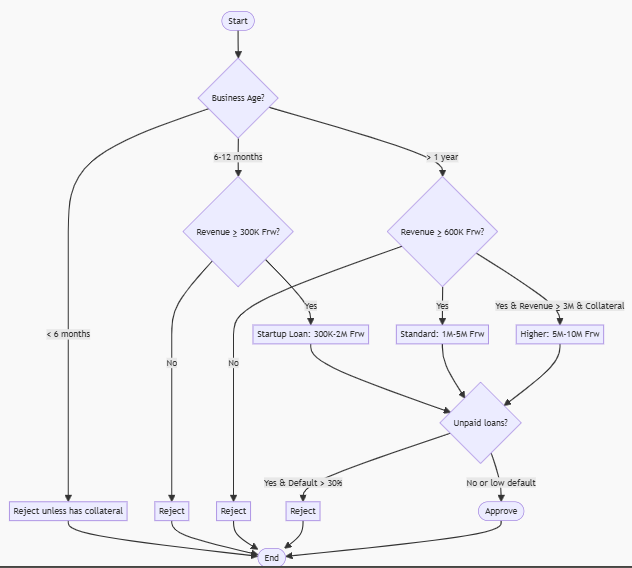 Start
Business Age?
6-12 months
> 1 year
Revenue ≥ 300K Frw?
Revenue ≥ 600K Frw?
Yes
Yes
Yes & Revenue ≥ 3M & Collateral
< 6 months
Startup Loan: 300K-2M Frw
Standard: 1M-5M Frw
Higher: 5M-10M Frw
No
No
Unpaid loans?
Yes & Default > 30%
No or low default
Reject unless has collateral
Reject
Reject
Reject
Approve
End